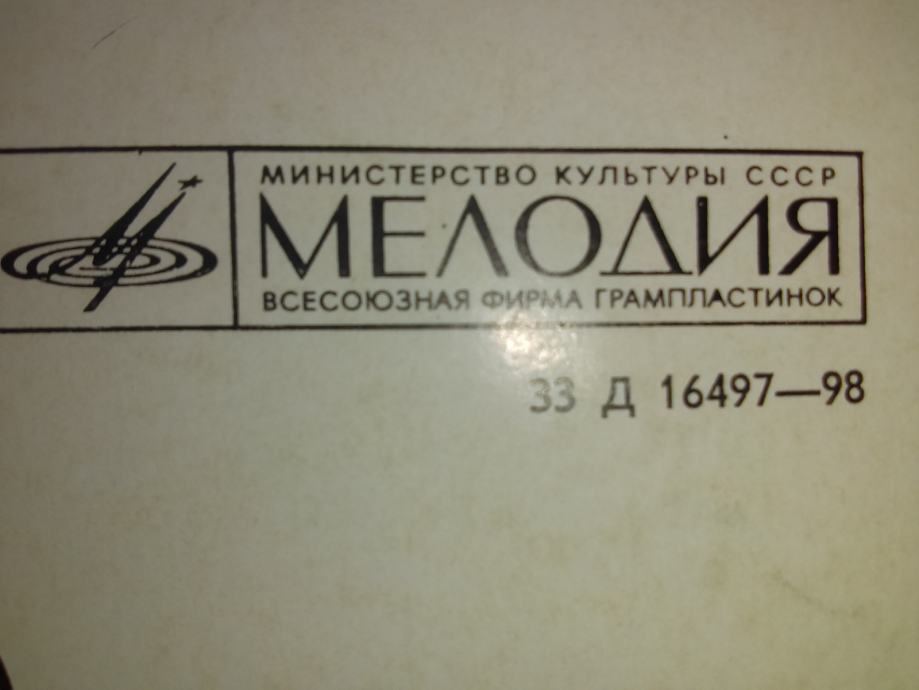 МИНИСТЕРСТВО КУЛЬТУРЫ СССР
МЕЛОДИЯ
ВСЕСОЮЗНАЯ ФИРМА ГРАМПЛАСТИНОК
33 Д 16497—98